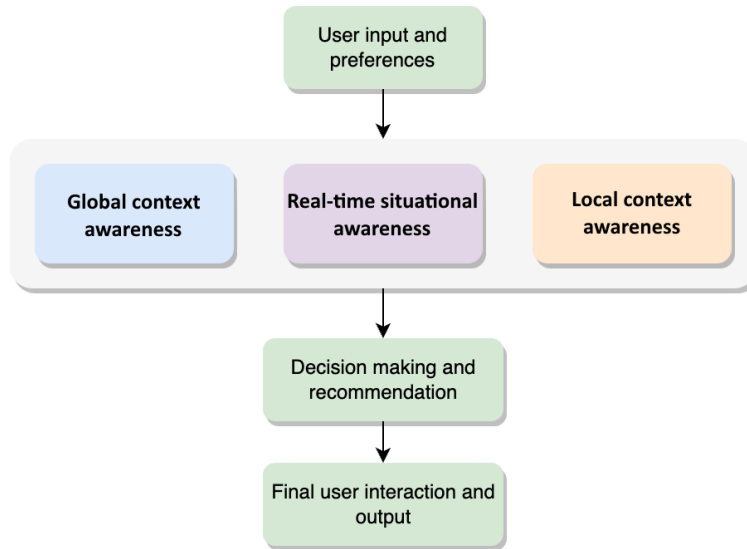 User input and
preferences
Global context
awareness
Real-time situational
awareness
Local context
awareness
Decision making and
recommendation
Final user interaction and
output